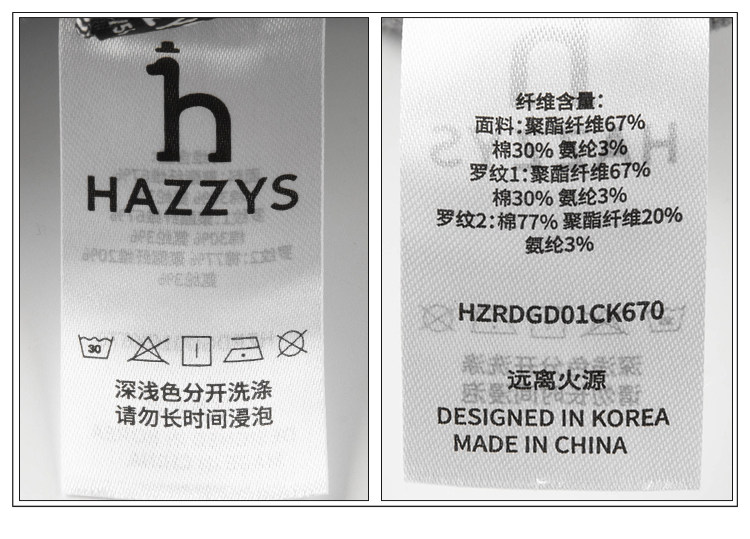 HAZZYS
30
深浅色分开洗涤
请勿长时间浸泡
纤维含量：
面料：聚酯纤维67%
棉30% 氨纶3%
罗纹1：聚酯纤维67%
棉30% 氨纶3%
罗纹2：棉77% 聚酯纤维20%
氨纶3%
HZRDGD01CK670
远离火源
DESIGNED IN KOREA
MADE IN CHINA